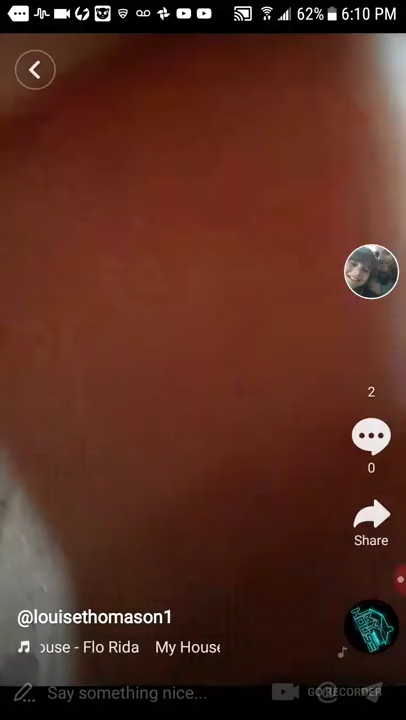 62% 6:10 PM
2
0
Share
@louisethomason1
ouse - Flo Rida My House
Say something nice...
GO RECORDER